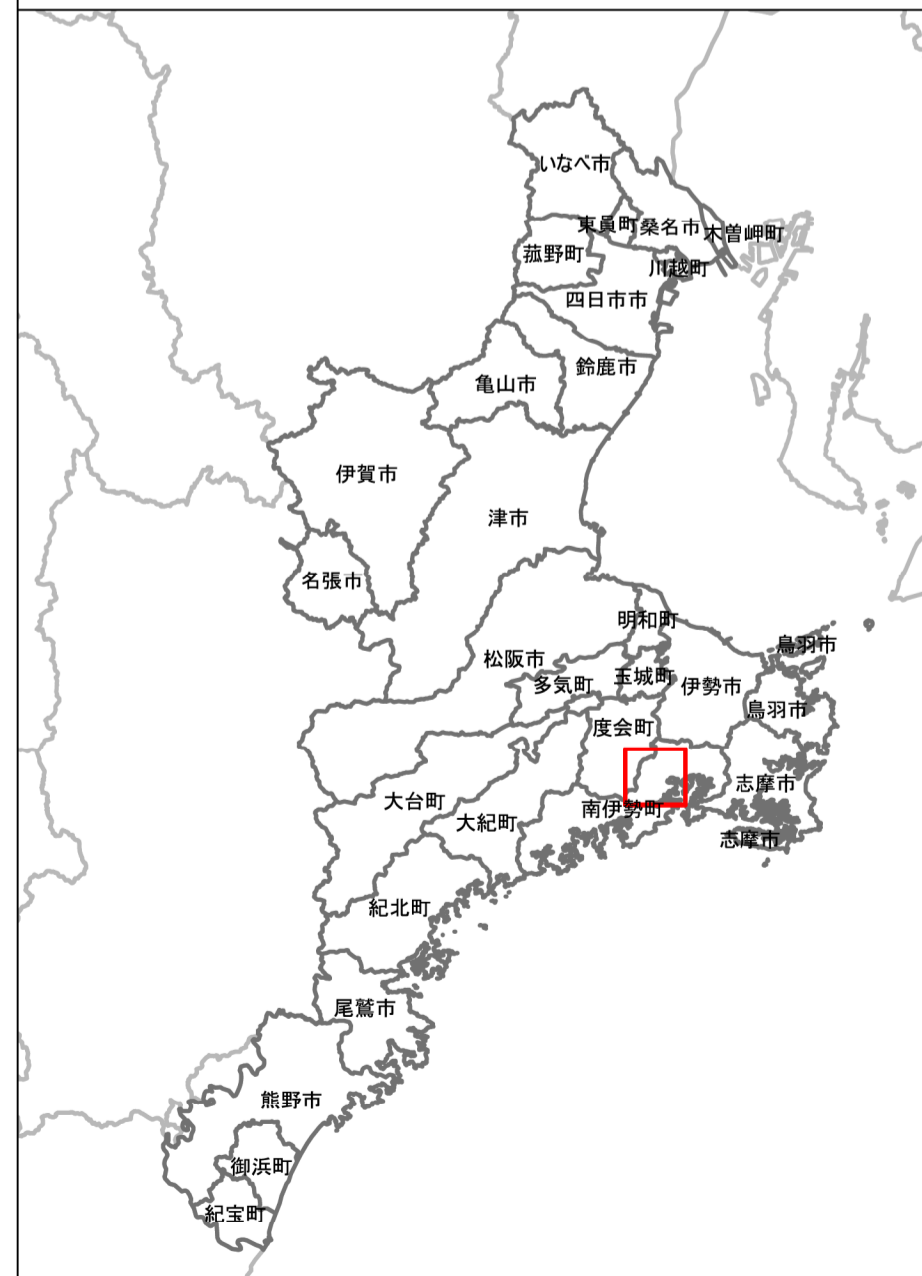 いなべ市
東員町
桑名市
木曽岬町
菰野町
川越町
四日市市
鈴鹿市
亀山市
伊賀市
津市
名張市
明和町
鳥羽市
松阪市
多気町
玉城町
伊勢市
鳥羽市
度会町
志摩市
大台町
南伊勢町
大紀町
志摩市
紀北町
尾鷲市
熊野市
御浜町
紀宝町